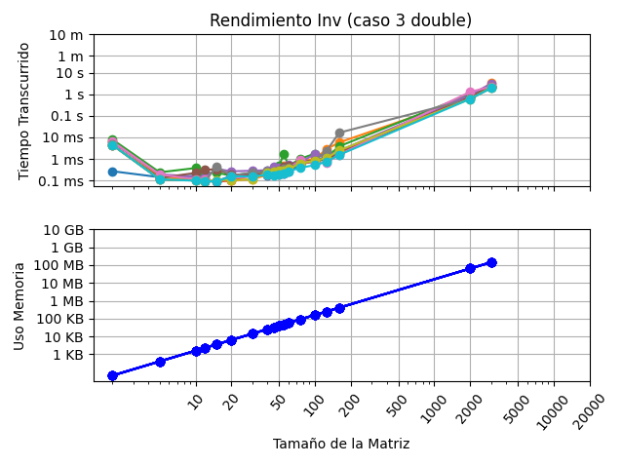 Rendimiento Inv (caso 3 double)
Tiempo Transcurrido
10 m
1 m
10 s
1 s
0.1 s
10 ms
1 ms
0.1 ms
Uso Memoria
10 GB
1 GB
100 MB
10 MB
1 MB
100 KB
10 KB
1 KB
10 20 50 100 200 500 1000 2000 5000 10000 20000
Tamaño de la Matriz